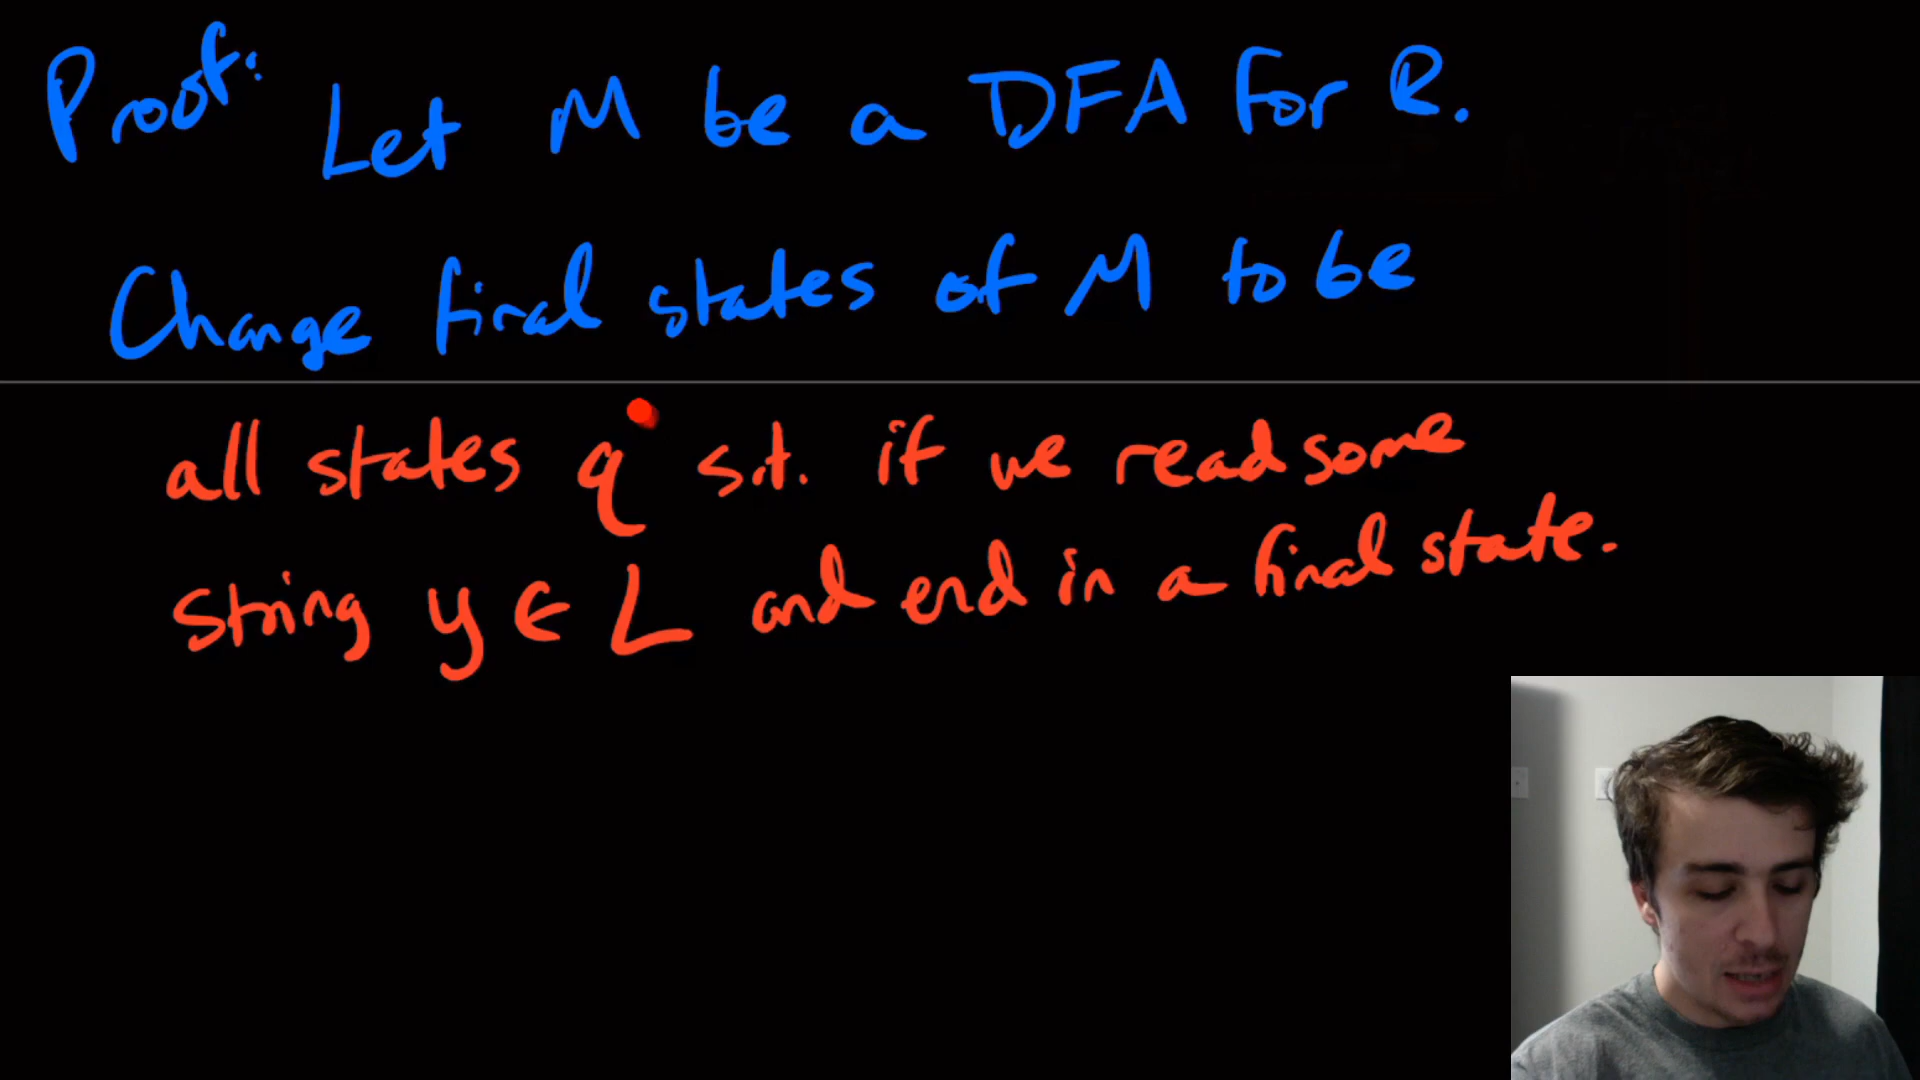 Proof: Let M be a DFA for R.
Change final states of M to be
all states q s.t. if we read some
string y ∈ L and end in a final state.